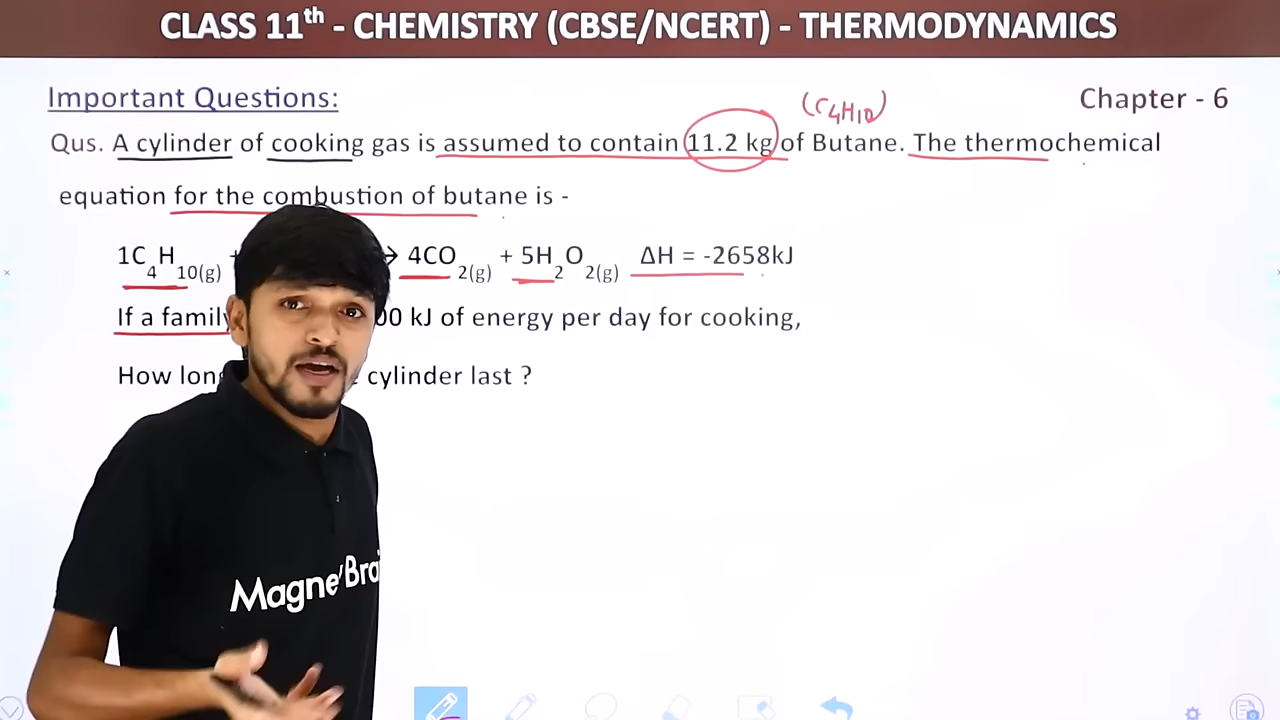 CLASS 11th - CHEMISTRY (CBSE/NCERT) - THERMODYNAMICS
Important Questions:
Chapter - 6
(C4H10)
Qus. A cylinder of cooking gas is assumed to contain 11.2 kg of Butane. The thermochemical
equation for the combustion of butane is -
1C4H10(g) → 4CO2(g) + 5H2O2(g) ΔH = -2658kJ
If a family 00 kJ of energy per day for cooking,
How long cylinder last ?
Magnet Brai